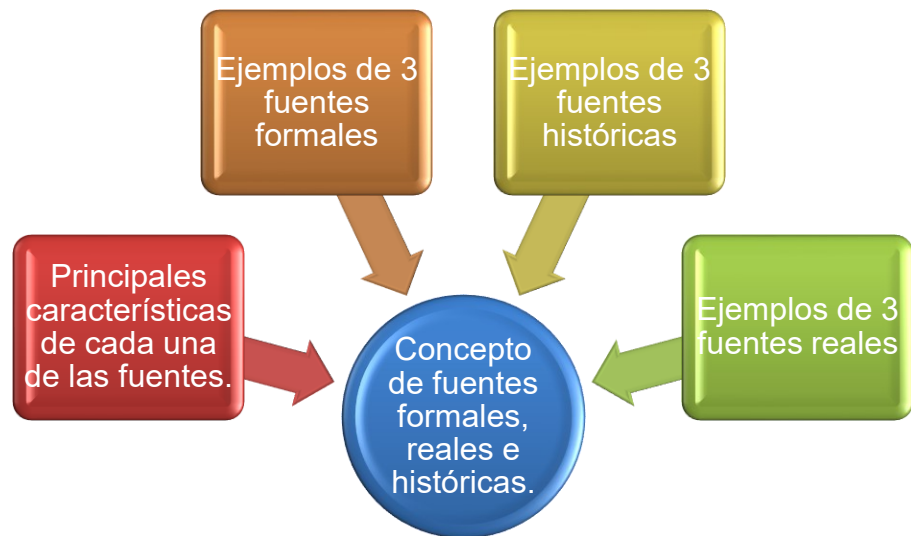 Ejemplos de 3
fuentes
formales
Ejemplos de 3
fuentes
históricas
Principales
características
de cada una
de las fuentes.
Ejemplos de 3
fuentes reales
Concepto
de fuentes
formales,
reales e
históricas.